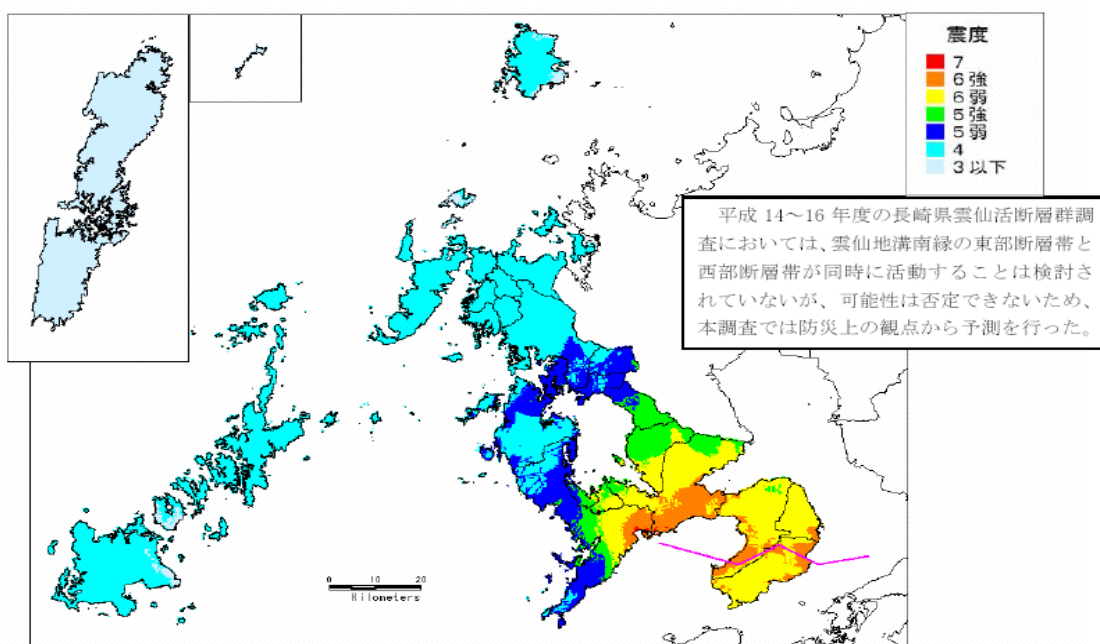 震度
7
6強
6弱
5強
5弱
4
3以下
平成 14～16 年度の長崎県雲仙活断層群調
査においては、雲仙地溝南縁の東部断層帯と
西部断層帯が同時に活動することは検討さ
れていないが、可能性は否定できないため、
本調査では防災上の観点から予測を行った。
0 10 20
Kilometers